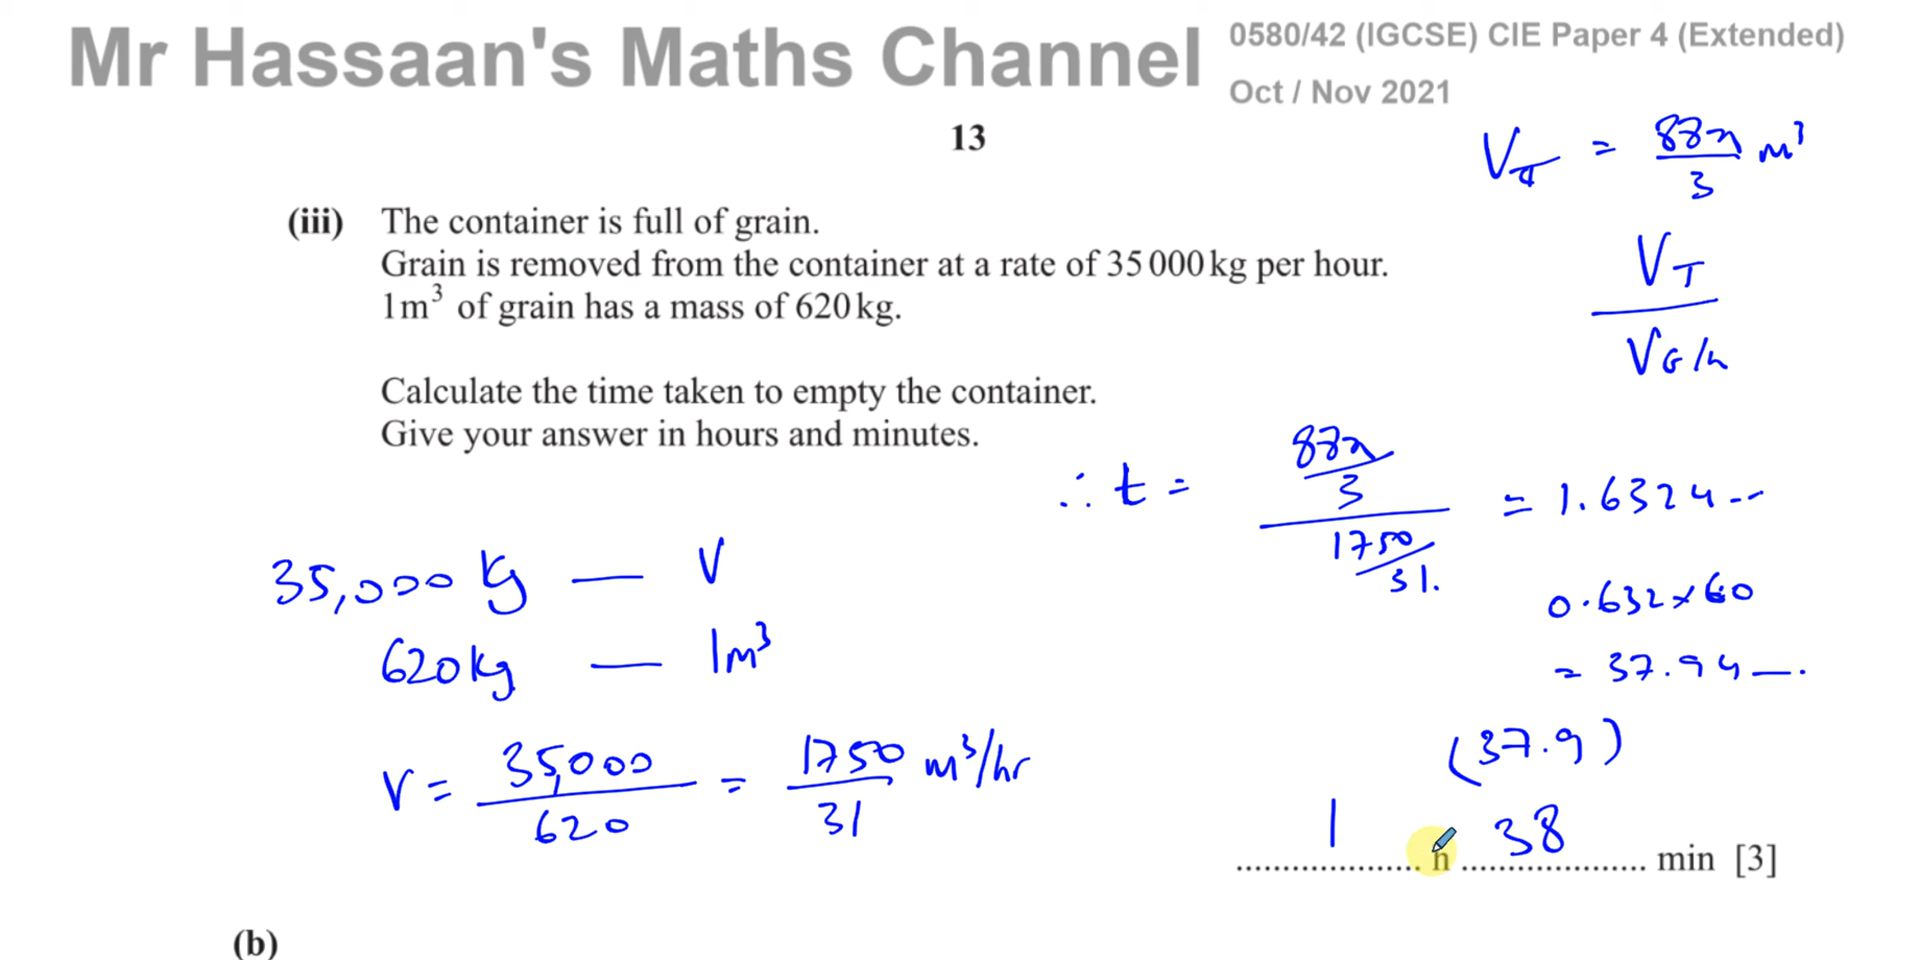 Mr Hassaan's Maths Channel
0580/42 (IGCSE) CIE Paper 4 (Extended)
Oct / Nov 2021
13
V_T = 88π/3 m³
(iii) The container is full of grain.
Grain is removed from the container at a rate of 35 000 kg per hour.
1 m³ of grain has a mass of 620 kg.
V_T / V_G/h
Calculate the time taken to empty the container.
Give your answer in hours and minutes.
∴ t = (88π/3) / (1750/31.) = 1.6324--
35,000 kg — V
620kg — 1m³
V = 35,000/620 = 1750/31 m³/hr
0.632 x 60
= 37.94—.
(37.9)
1 h 38 min [3]
(b)